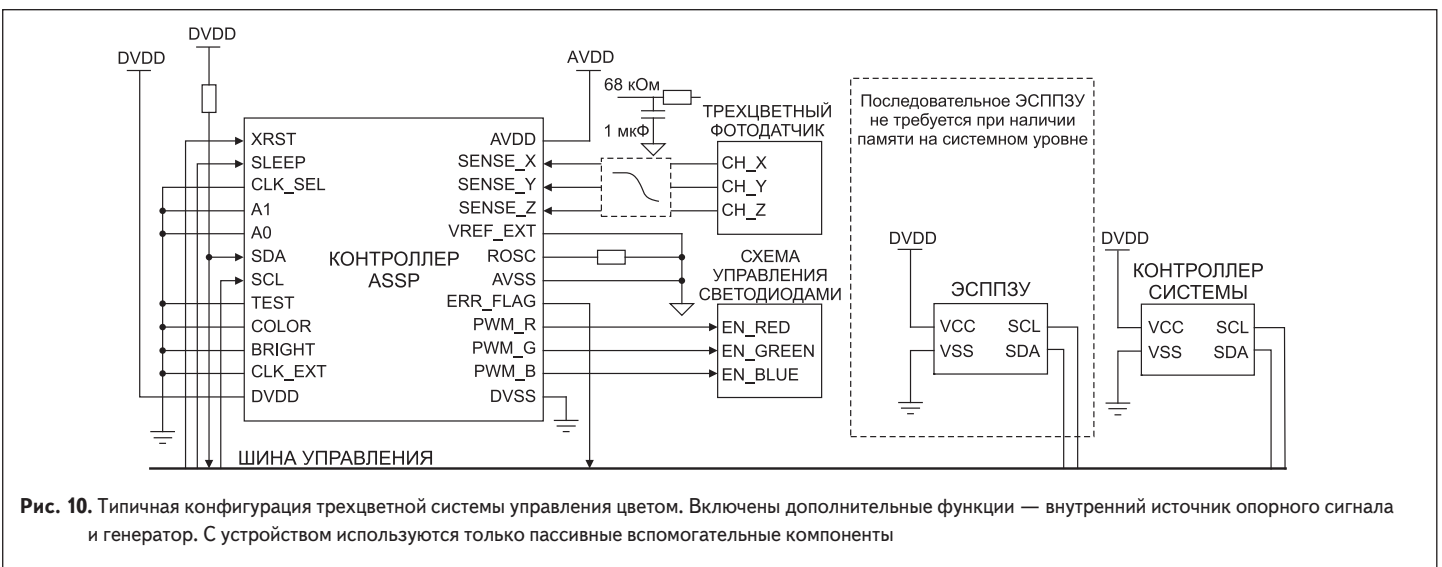 DVDD
DVDD
AVDD
68 кОм
1 мкФ
ТРЕХЦВЕТНЫЙ
ФОТОДАТЧИК
CH_X
CH_Y
CH_Z
XRST
SLEEP
CLK_SEL
A1
A0
SDA
SCL
TEST
COLOR
BRIGHT
CLK_EXT
DVDD
КОНТРОЛЛЕР
ASSP
AVDD
SENSE_X
SENSE_Y
SENSE_Z
VREF_EXT
ROSC
AVSS
ERR_FLAG
PWM_R
PWM_G
PWM_B
DVSS
СХЕМА
УПРАВЛЕНИЯ
СВЕТОДИОДАМИ
EN_RED
EN_GREEN
EN_BLUE
Последовательное ЭСППЗУ
не требуется при наличии
памяти на системном уровне
DVDD
ЭСППЗУ
VCC SCL
VSS SDA
DVDD
КОНТРОЛЛЕР
СИСТЕМЫ
VCC SCL
VSS SDA
ШИНА УПРАВЛЕНИЯ
Рис. 10. Типичная конфигурация трехцветной системы управления цветом. Включены дополнительные функции — внутренний источник опорного сигнала
и генератор. С устройством используются только пассивные вспомогательные компоненты